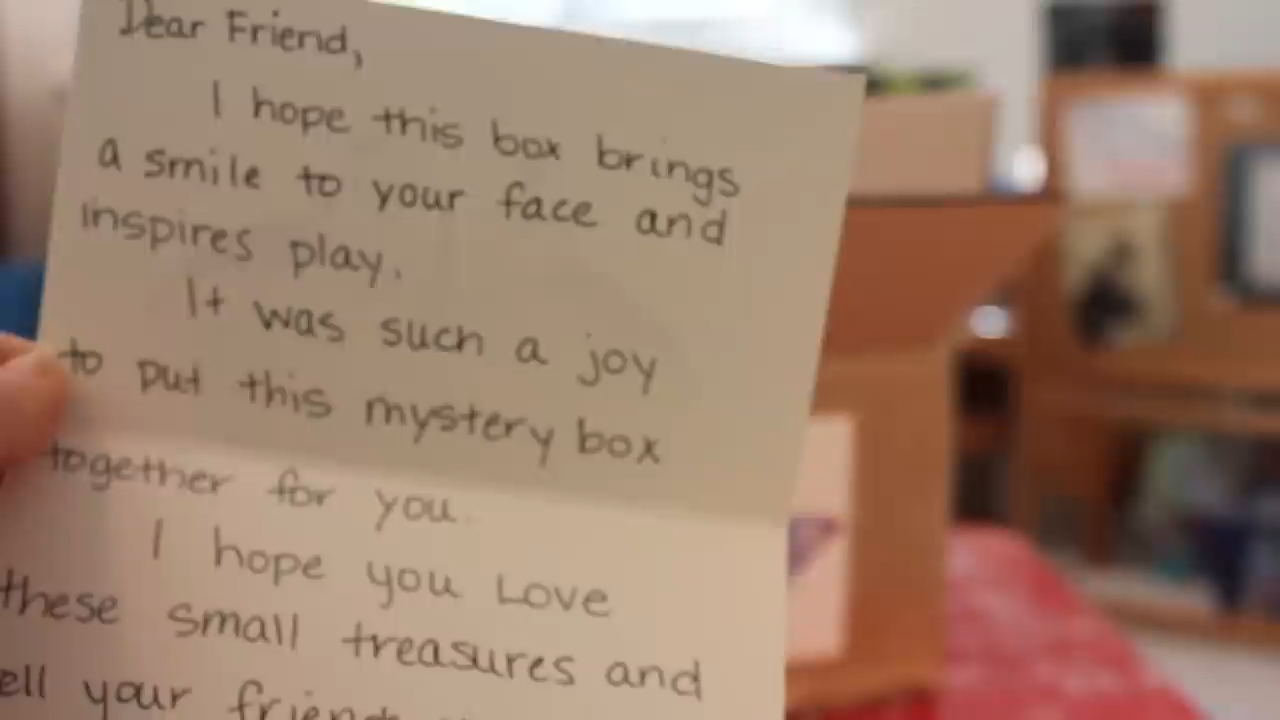 Dear Friend,
I hope this box brings
a smile to your face and
inspires play.
It was such a joy
to put this mystery box
together for you.
I hope you Love
these small treasures and
your